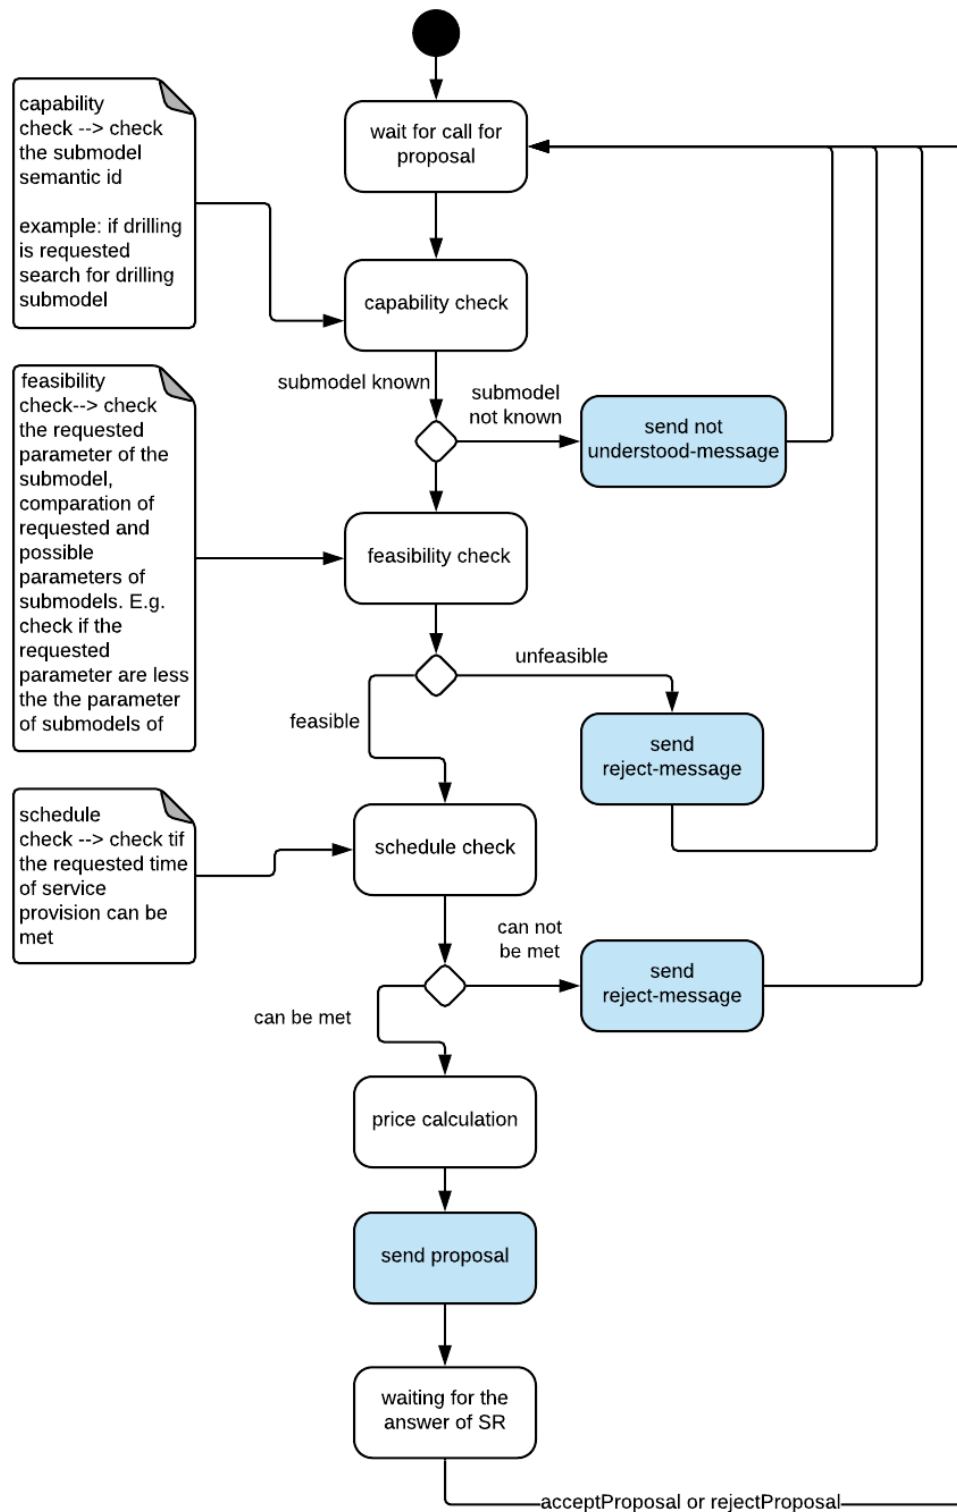 wait for call for
proposal
capability
check --> check
the submodel
semantic id
example: if drilling
is requested
search for drilling
submodel
capability check
submodel known
submodel
not known
send not
understood-message
feasibility
check--> check
the requested
parameter of the
submodel,
comparation of
requested and
possible
parameters of
submodels. E.g.
check if the
requested
parameter are less
the the parameter
of submodels of
feasibility check
unfeasible
feasible
send
reject-message
schedule
check --> check tif
the requested time
of service
provision can be
met
schedule check
can not
be met
send
reject-message
can be met
price calculation
send proposal
waiting for the
answer of SR
acceptProposal or rejectProposal